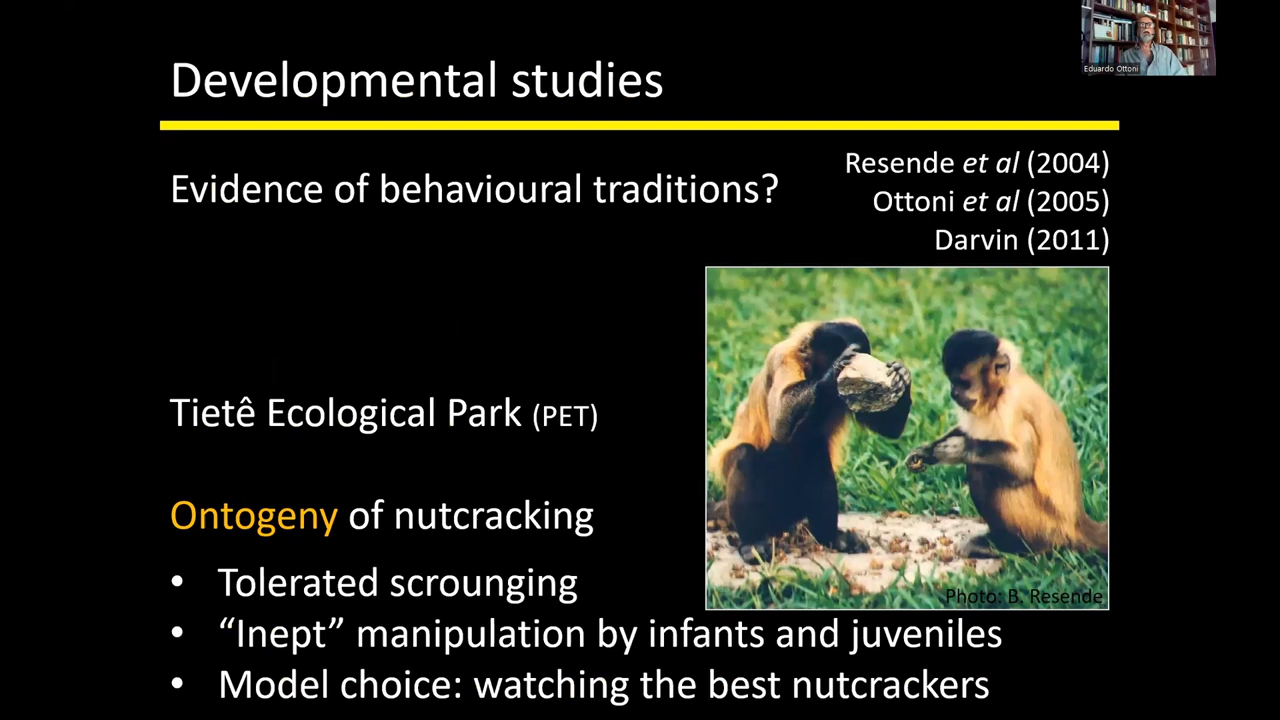 Eduardo Ottoni
Developmental studies
Evidence of behavioural traditions?
Resende et al (2004)
Ottoni et al (2005)
Darvin (2011)
Tietê Ecological Park (PET)
Ontogeny of nutcracking
Photo: B. Resende
• Tolerated scrounging
• “Inept” manipulation by infants and juveniles
• Model choice: watching the best nutcrackers